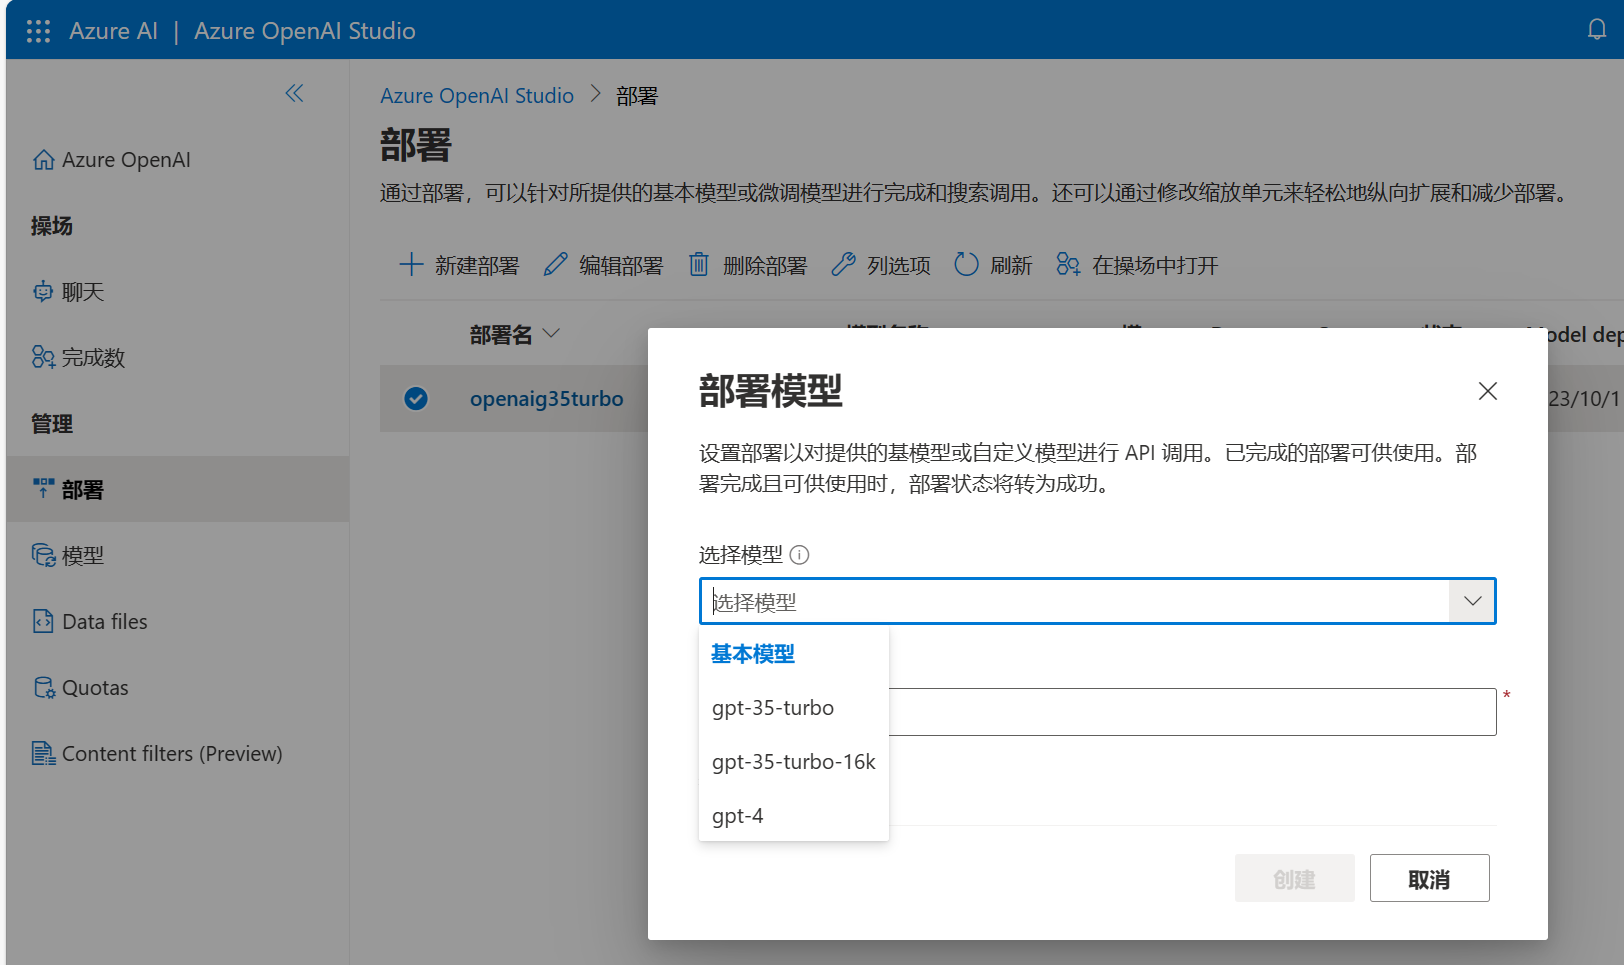 Azure AI | Azure OpenAI Studio
Azure OpenAI Studio > 部署
部署
通过部署，可以针对所提供的基本模型或微调模型进行完成和搜索调用。还可以通过修改缩放单元来轻松地纵向扩展和减少部署。
Azure OpenAI
操场
聊天
完成数
管理
部署
模型
Data files
Quotas
Content filters (Preview)
新建部署 编辑部署 删除部署 列选项 刷新 在操场中打开
部署名
odel dep
openaig35turbo
23/10/1
部署模型
设置部署以对提供的基模型或自定义模型进行 API 调用。已完成的部署可供使用。部
署完成且可供使用时，部署状态将转为成功。
选择模型
选择模型
基本模型
gpt-35-turbo
*
gpt-35-turbo-16k
gpt-4
创建 取消